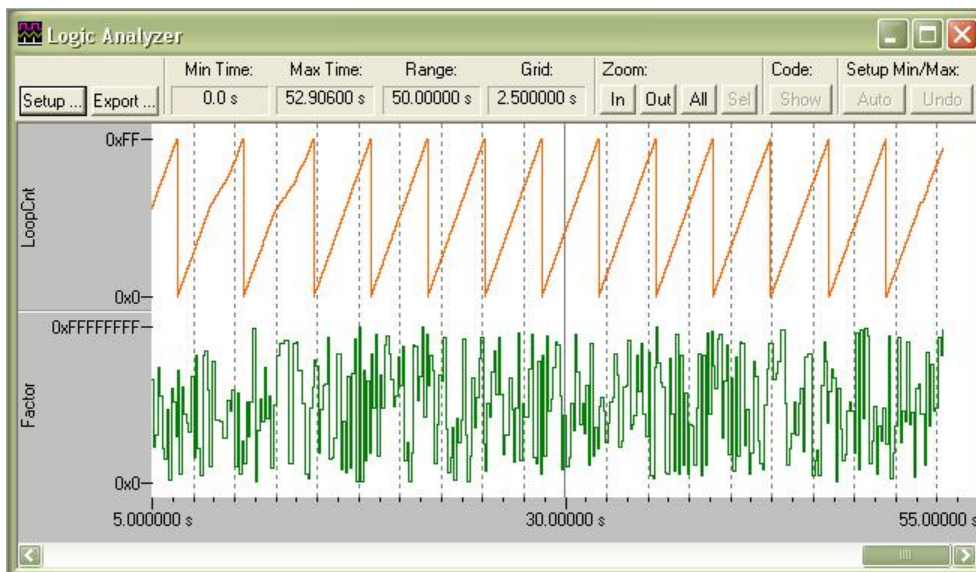 Logic Analyzer
Min Time: Max Time: Range: Grid: Zoom: Code: Setup Min/Max:
Setup ... Export ... 0.0 s 52.90600 s 50.00000 s 2.500000 s In Out All Sel Show Auto Undo
0xFF
LoopCnt
0x0
0xFFFFFFFF
Factor
0x0
5.000000 s 30.00000 s 55.00000 s